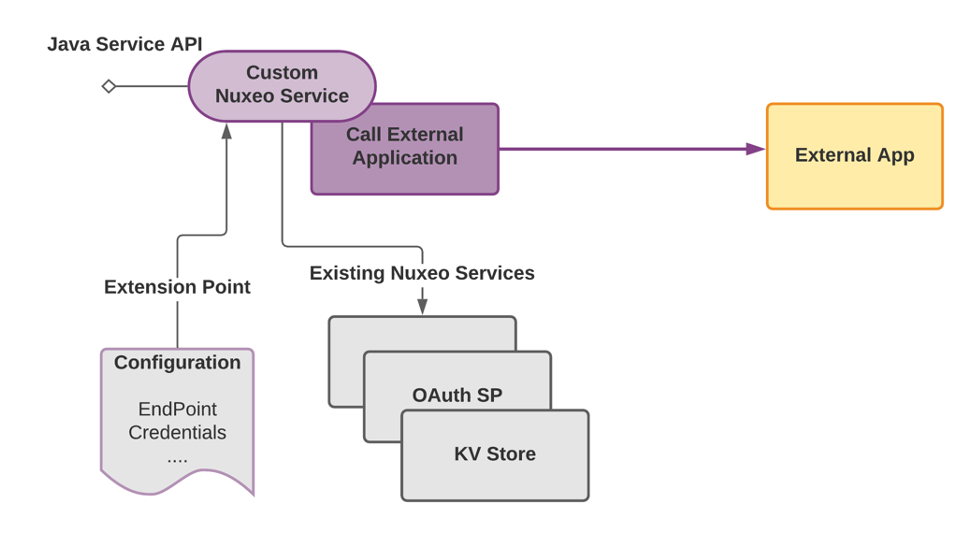 Java Service API
Custom
Nuxeo Service
Call External
Application
External App
Existing Nuxeo Services
Extension Point
Configuration
EndPoint
Credentials
....
OAuth SP
KV Store